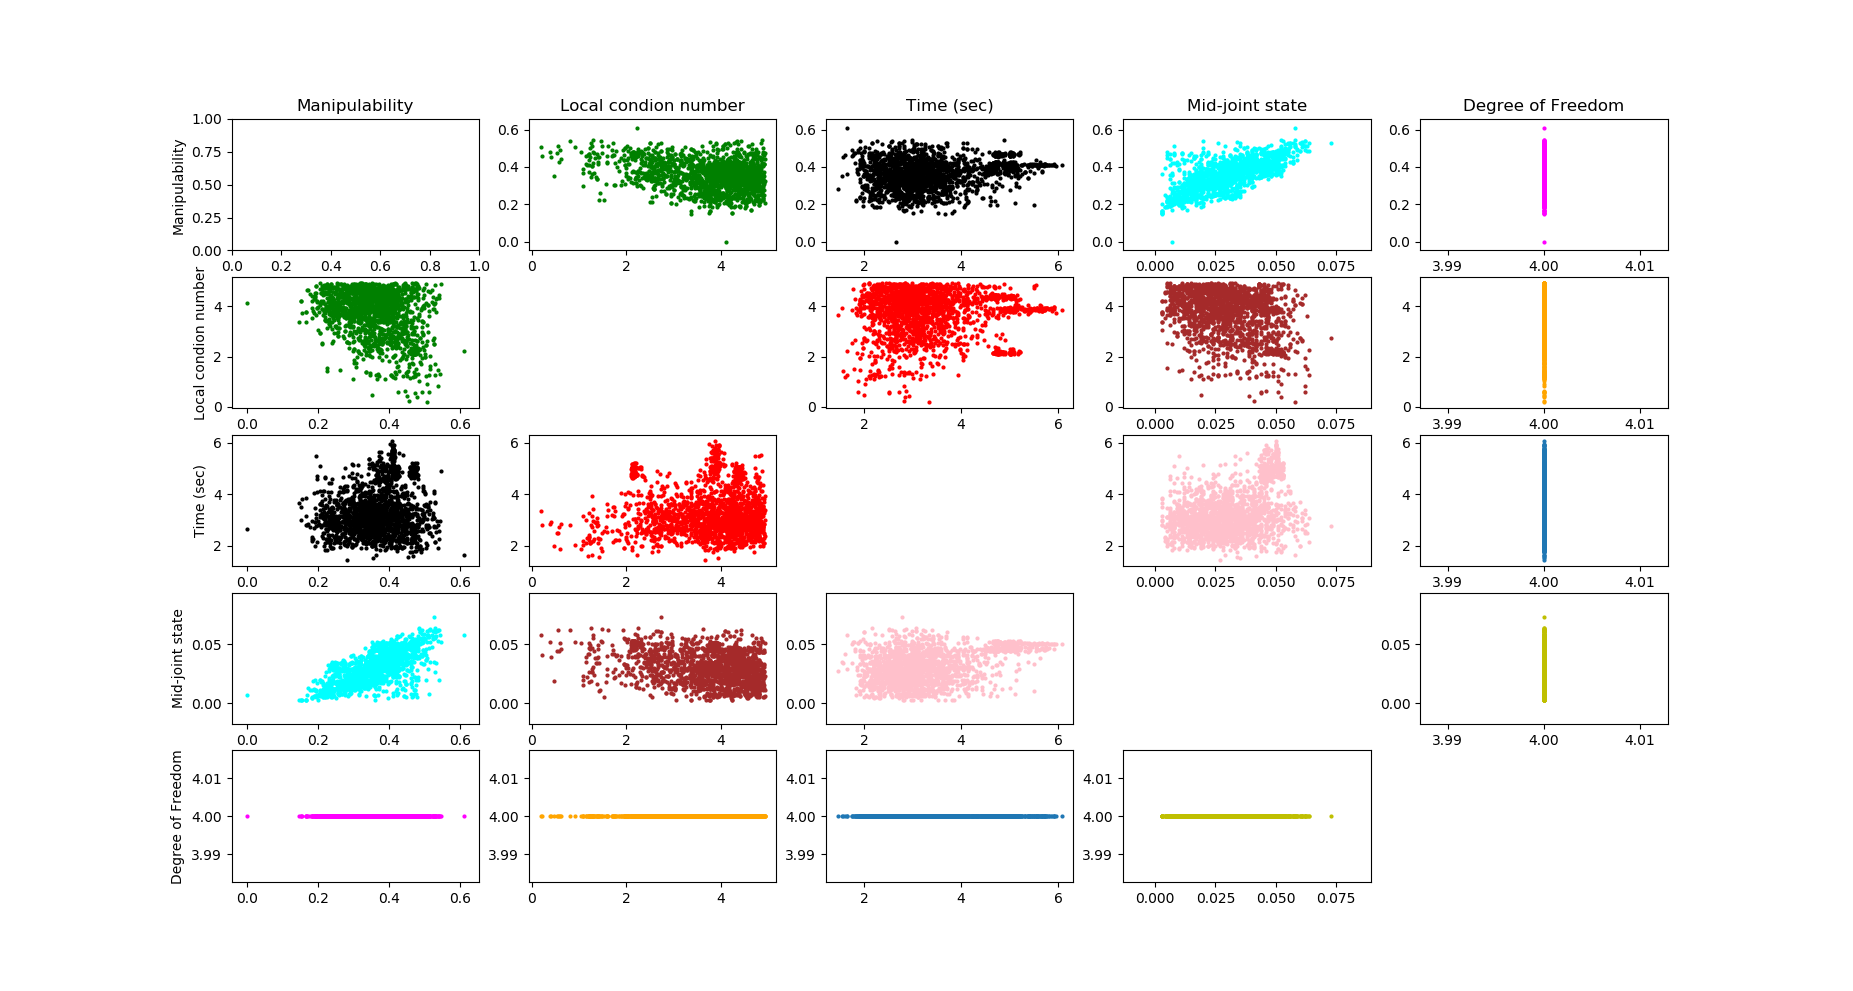 Manipulability Local condion number Time (sec) Mid-joint state Degree of Freedom
Manipulability
1.00 0.75 0.50 0.25 0.00
0.0 0.2 0.4 0.6 0.8 1.0
0.6 0.4 0.2 0.0
0 2 4
0.6 0.4 0.2 0.0
2 4 6
0.6 0.4 0.2 0.0
0.000 0.025 0.050 0.075
0.6 0.4 0.2 0.0
3.99 4.00 4.01
Local condion number
4 2 0
0.0 0.2 0.4 0.6
4 2 0
2 4 6
4 2 0
0.000 0.025 0.050 0.075
4 2 0
3.99 4.00 4.01
Time (sec)
6 4 2
0.0 0.2 0.4 0.6
6 4 2
0 2 4
6 4 2
0.000 0.025 0.050 0.075
6 4 2
3.99 4.00 4.01
Mid-joint state
0.05 0.00
0.0 0.2 0.4 0.6
0.05 0.00
0 2 4
0.05 0.00
2 4 6
0.05 0.00
3.99 4.00 4.01
Degree of Freedom
4.01 4.00 3.99
0.0 0.2 0.4 0.6
4.01 4.00 3.99
0 2 4
4.01 4.00 3.99
2 4 6
4.01 4.00 3.99
0.000 0.025 0.050 0.075